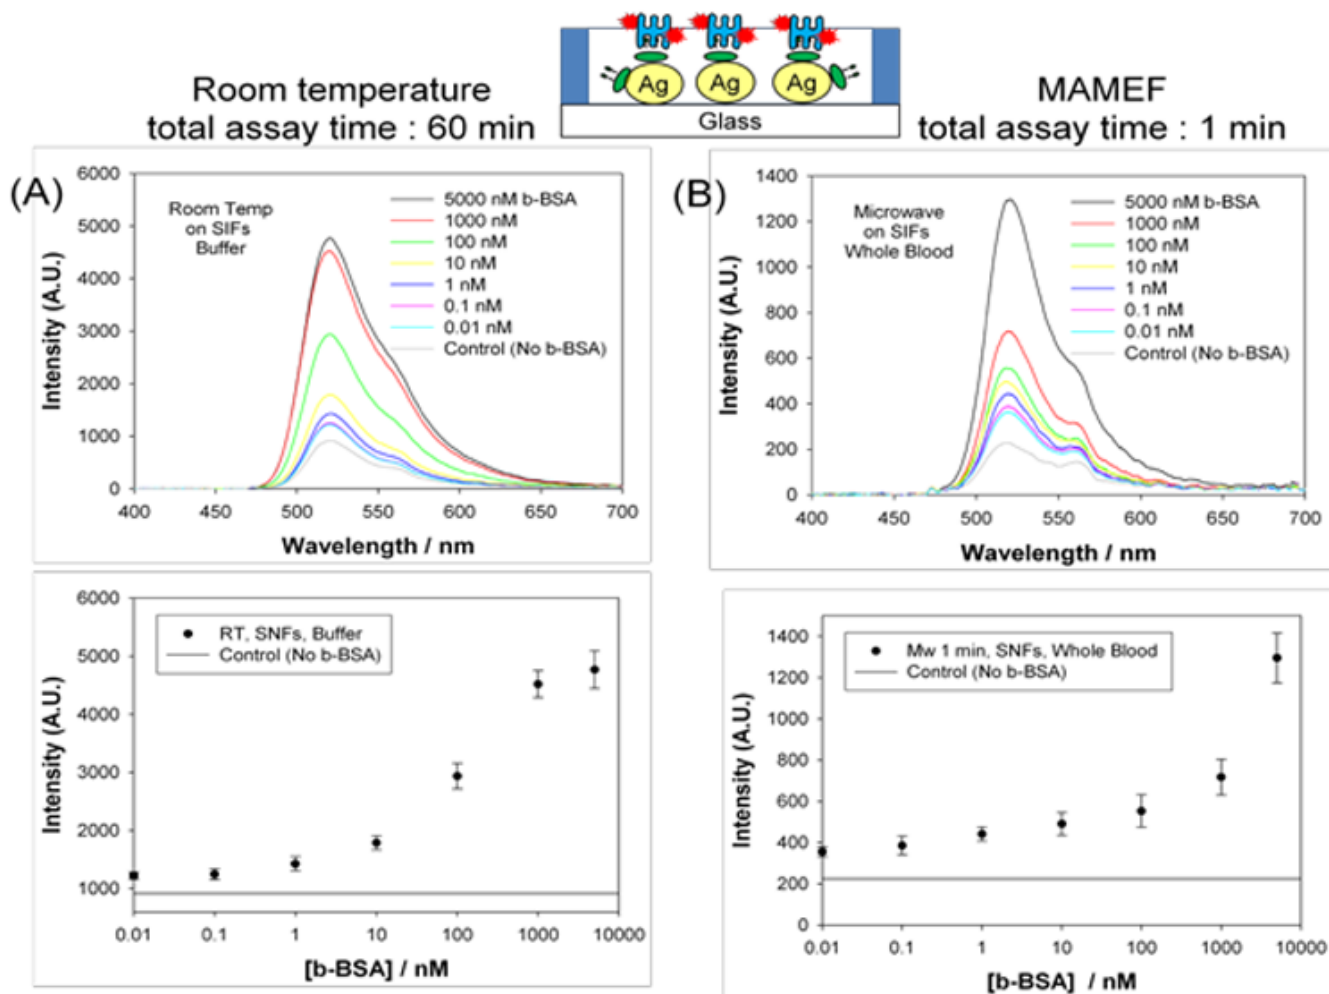 Room temperature
total assay time : 60 min
Ag
Ag
Ag
Glass
MAMEF
total assay time : 1 min
(A)
6000
5000
4000
3000
2000
1000
0
Intensity (A.U.)
Room Temp
on SIFs
Buffer
5000 nM b-BSA
1000 nM
100 nM
10 nM
1 nM
0.1 nM
0.01 nM
Control (No b-BSA)
400 450 500 550 600 650 700
Wavelength / nm
(B)
1400
1200
1000
800
600
400
200
0
Intensity (A.U.)
Microwave
on SIFs
Whole Blood
5000 nM b-BSA
1000 nM
100 nM
10 nM
1 nM
0.1 nM
0.01 nM
Control (No b-BSA)
400 450 500 550 600 650 700
Wavelength / nm
6000
5000
4000
3000
2000
1000
Intensity (A.U.)
RT, SNFs, Buffer
Control (No b-BSA)
0.01 0.1 1 10 100 1000 10000
[b-BSA] / nM
1400
1200
1000
800
600
400
200
0
Intensity (A.U.)
Mw 1 min, SNFs, Whole Blood
Control (No b-BSA)
0.01 0.1 1 10 100 1000 10000
[b-BSA] / nM